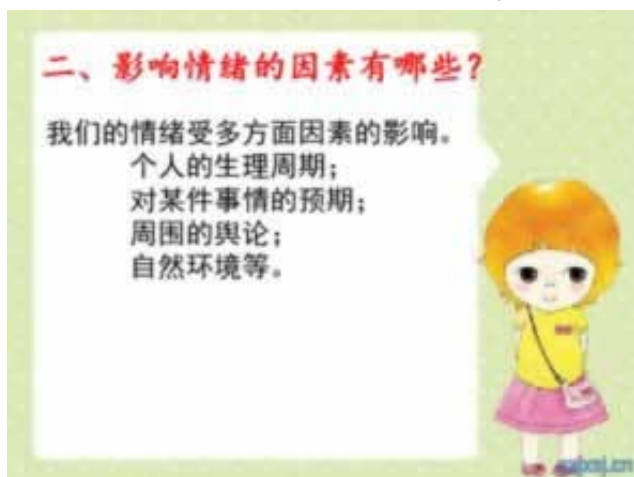 二、影响情绪的因素有哪些?
我们的情绪受多方面因素的影响。
个人的生理周期;
对某件事情的预期;
周围的舆论;
自然环境等。